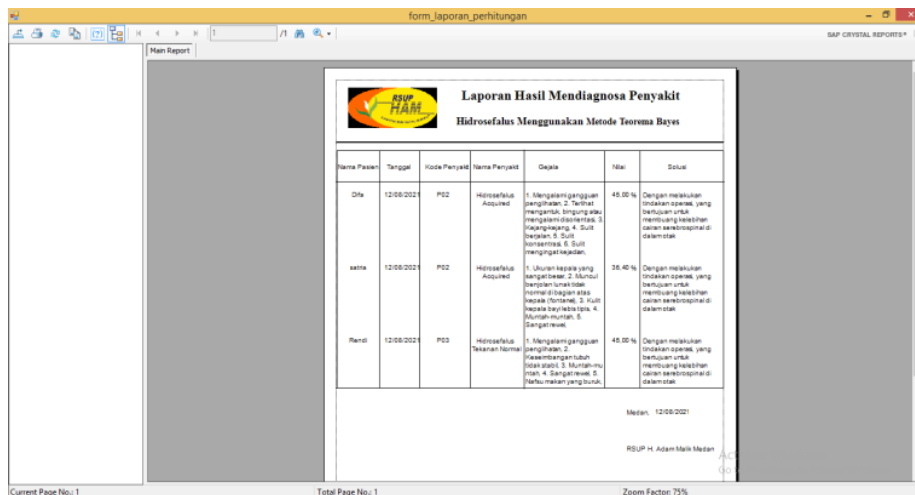 form_laporan_perhitungan
1
/1
SAP CRYSTAL REPORTS®
Main Report
RSUP
HAM
Laporan Hasil Mendiagnosa Penyakit
Hidrosefalus Menggunakan Metode Teorema Bayes
Nama Pasien Tanggal Kode Penyakit Nama Penyakit Gejala Nilai Solusi
Difa 12/08/2021 P02 Hidrosefalus Acquired 45.00 %
1. Mengalami gangguan
penglihatan, 2. Terlihat
mengantuk, bingung atau
mengalami disorientasi, 3.
Kejang-kejang, 4. Sulit
berjalan, 5. Sulit
konsentrasi, 6. Sulit
mengingat kejadian,
Dengan melakukan
tindakan operasi, yang
bertujuan untuk
membuang kelebihan
cairan serebrospinal di
dalam otak
satria 12/08/2021 P02 Hidrosefalus Acquired 36,40 %
1. Ukuran kepala yang
sangat besar, 2. Muncul
benjolan lunak tidak
normal di bagian atas
kepala (fontanel), 3. Kulit
kepala bayi lebih tipis, 4.
Muntah-muntah, 5.
Sangat rewel,
Dengan melakukan
tindakan operasi, yang
bertujuan untuk
membuang kelebihan
cairan serebrospinal di
dalam otak
Rendi 12/08/2021 P03 Hidrosefalus Tekanan Normal 45.00 %
1. Mengalami gangguan
penglihatan, 2.
Keseimbangan tubuh
tidak stabil, 3. Muntah-mu
ntah, 4. Sangat rewel, 5.
Nafsu makan yang buruk,
Dengan melakukan
tindakan operasi, yang
bertujuan untuk
membuang kelebihan
cairan serebrospinal di
dalam otak
Medan, 12/08/2021
RSUP H. Adam Malik Medan
Current Page No.: 1
Total Page No.: 1
Zoom Factor: 75%